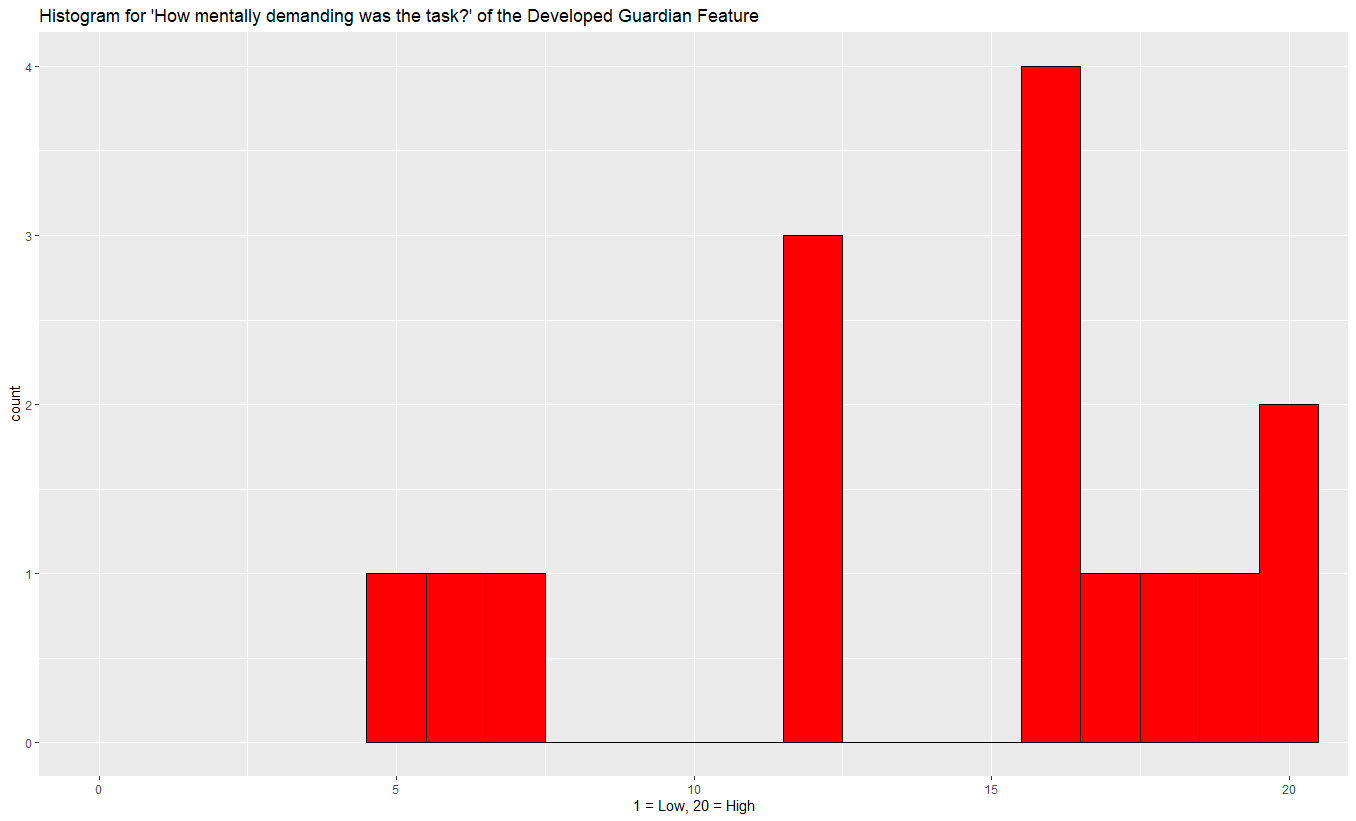 Histogram for 'How mentally demanding was the task?' of the Developed Guardian Feature
4
3
2
1
0
count
0 5 10 15 20
1 = Low, 20 = High